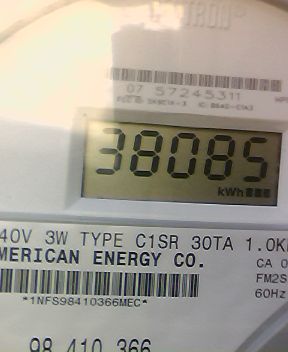 TRON
07 57245311
38085
kWh
40V 3W TYPE C1SR 30TA 1.0K
MERICAN ENERGY CO.
CA 0
FM2S
60Hz
*1NFS98410366MEC*
98 410 366